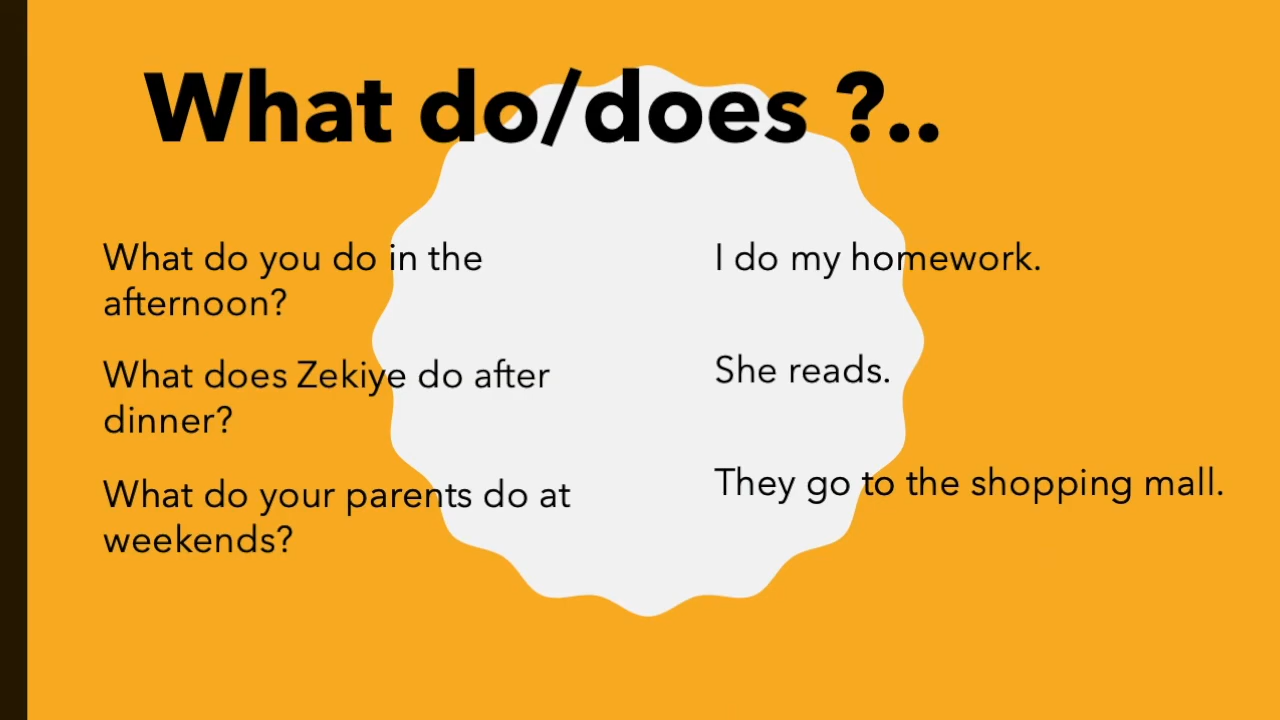 What do/does ?..
What do you do in the
afternoon?
What does Zekiye do after
dinner?
What do your parents do at
weekends?
I do my homework.
She reads.
They go to the shopping mall.